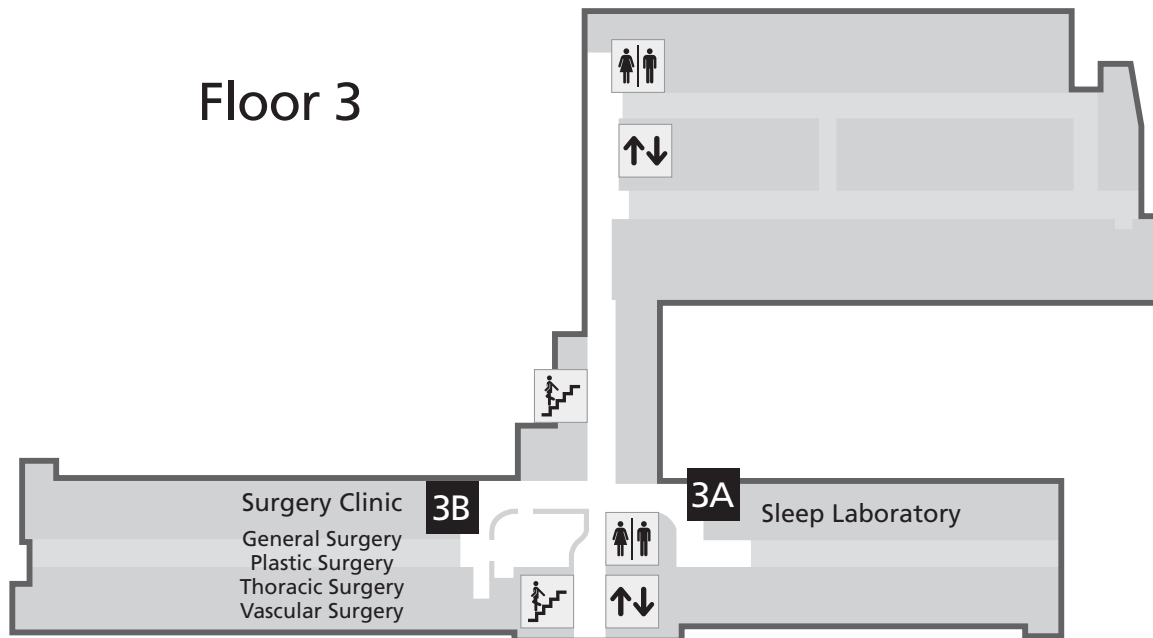 Floor 3
Surgery Clinic
3B
General Surgery
Plastic Surgery
Thoracic Surgery
Vascular Surgery
3A
Sleep Laboratory